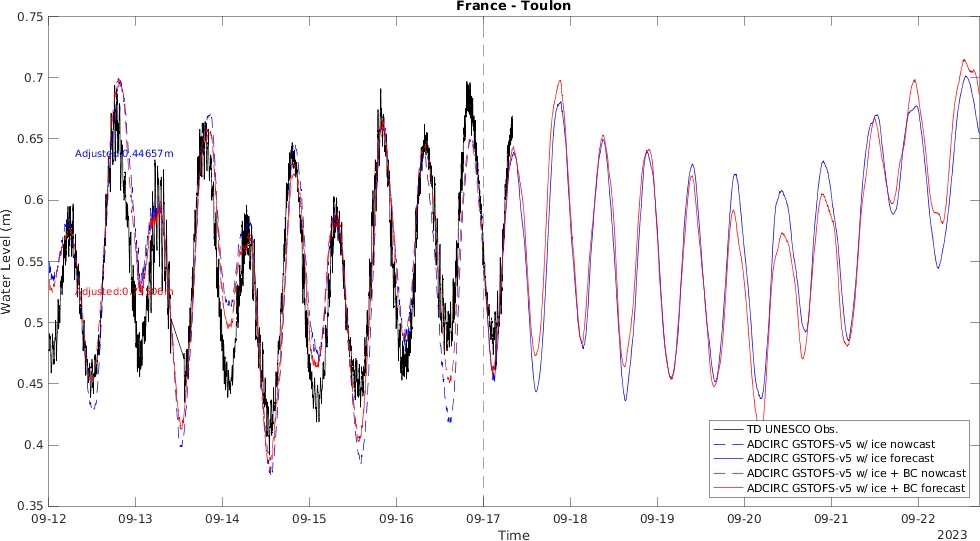 France - Toulon
0.75
0.7
0.65
0.6
0.55
0.5
0.45
0.4
0.35
Water Level (m)
Adjusted:0.44657m
09-12
09-13
09-14
09-15
09-16
09-17
09-18
09-19
09-20
09-21
09-22
Time
2023
TD UNESCO Obs.
ADCIRC GSTOFS-v5 w/ ice nowcast
ADCIRC GSTOFS-v5 w/ ice forecast
ADCIRC GSTOFS-v5 w/ ice + BC nowcast
ADCIRC GSTOFS-v5 w/ ice + BC forecast